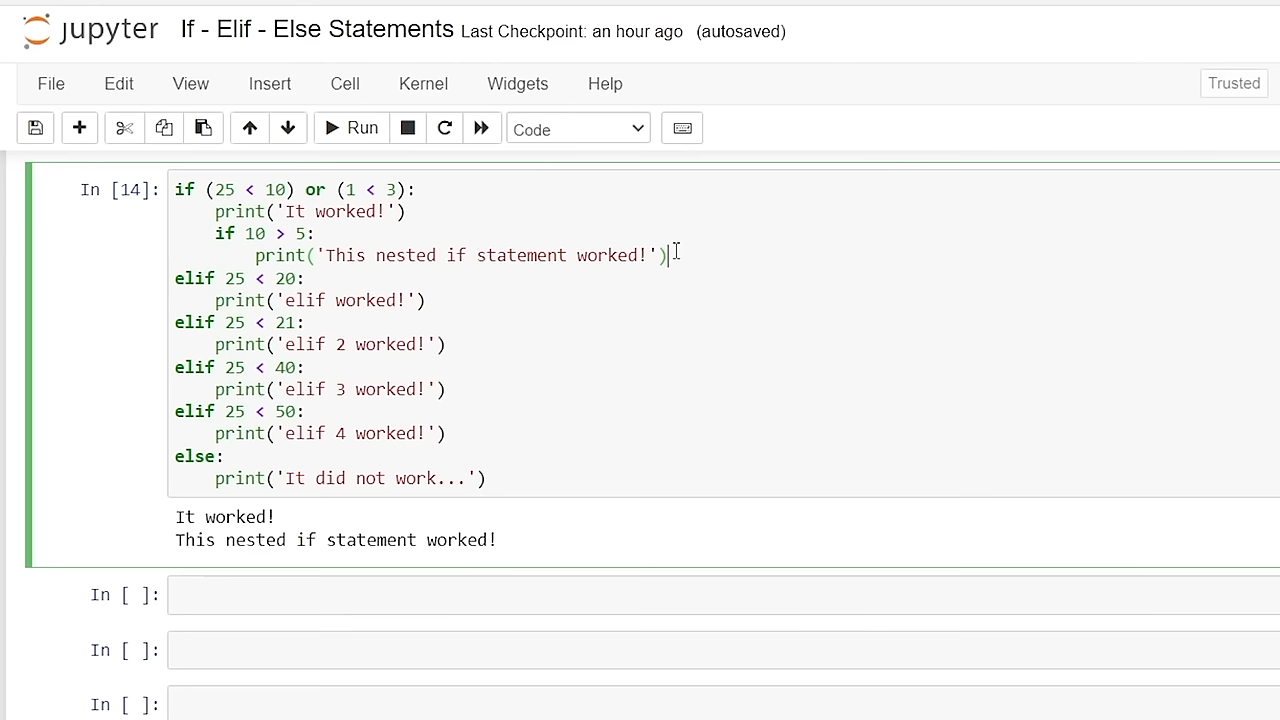 jupyter If - Elif - Else Statements Last Checkpoint: an hour ago (autosaved)
File Edit View Insert Cell Kernel Widgets Help Trusted
Run Code
In [14]: if (25 < 10) or (1 < 3):
    print('It worked!')
    if 10 > 5:
        print('This nested if statement worked!')
elif 25 < 20:
    print('elif worked!')
elif 25 < 21:
    print('elif 2 worked!')
elif 25 < 40:
    print('elif 3 worked!')
elif 25 < 50:
    print('elif 4 worked!')
else:
    print('It did not work...')
It worked!
This nested if statement worked!
In [ ]:
In [ ]:
In [ ]: